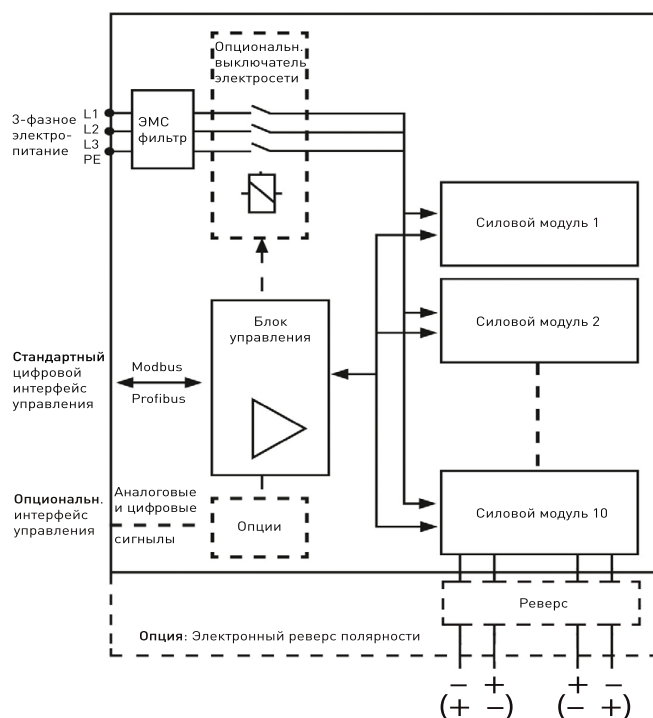 Опциональн.
выключатель
электросети
3-фазное
электро-
питание
L1
L2
L3
PE
ЭМС
фильтр
Силовой модуль 1
Силовой модуль 2
Блок
управления
Стандартный
цифровой
интерфейс
управления
Modbus
Profibus
Опциональн.
интерфейс
управления
Аналоговые
и цифровые
сигнылы
Опции
Силовой модуль 10
Реверс
Опция: Электронный реверс полярности
− + + −
(+ −) (− +)